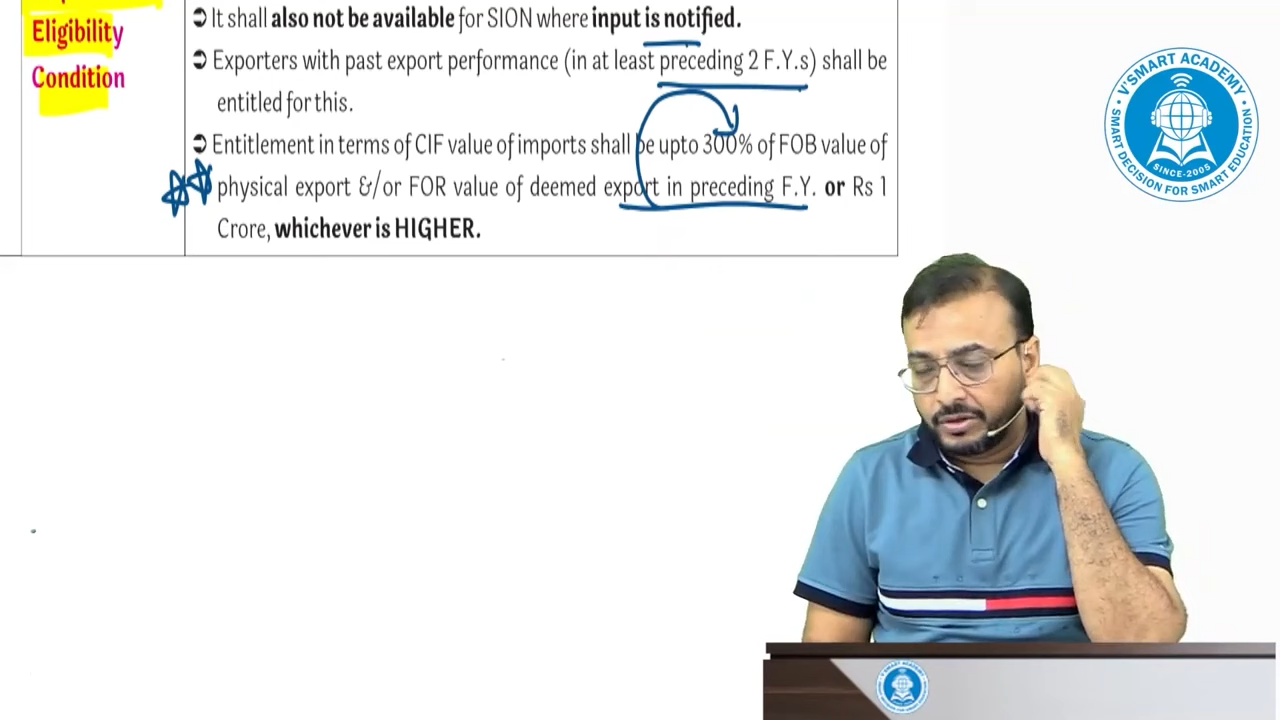 Eligibility
Condition
➲ It shall also not be available for SION where input is notified.
➲ Exporters with past export performance (in at least preceding 2 F.Y.s) shall be
entitled for this.
➲ Entitlement in terms of CIF value of imports shall be upto 300% of FOB value of
physical export &/or FOR value of deemed export in preceding F.Y. or Rs 1
Crore, whichever is HIGHER.
V'SMART ACADEMY
SINCE-2005
SMART DECISION FOR SMART EDUCATION
V'SMART ACADEMY